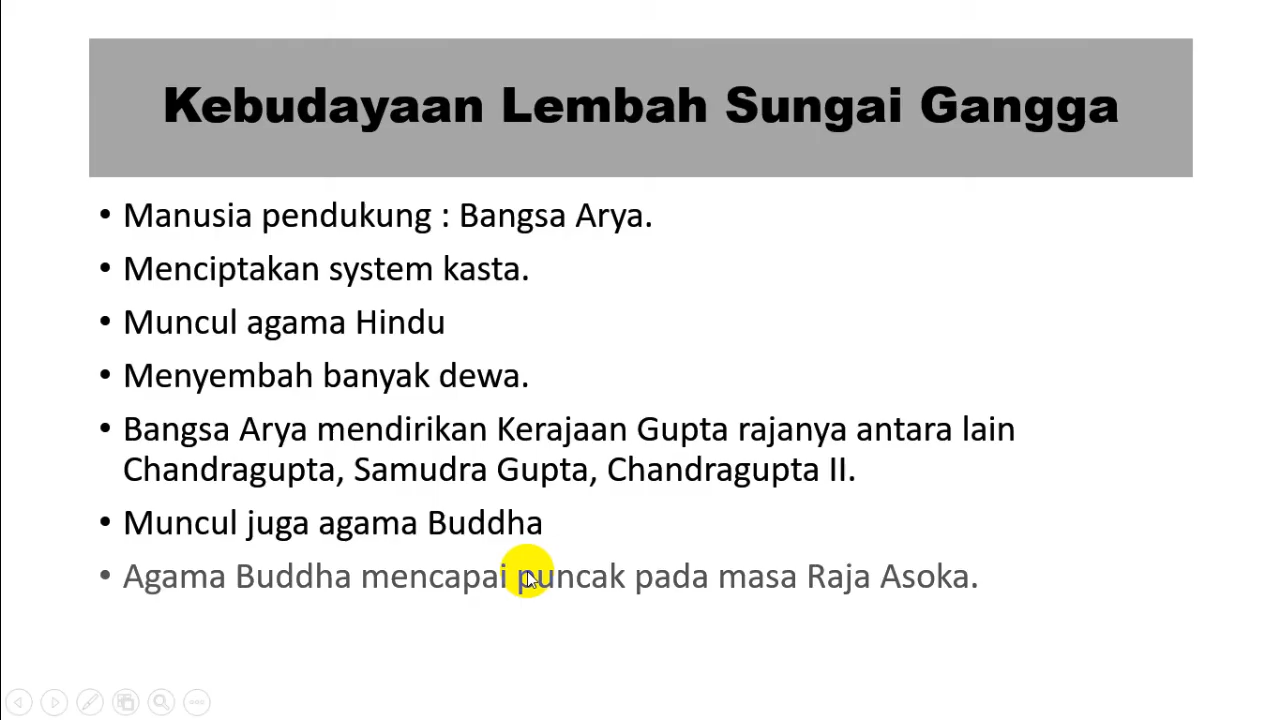 Kebudayaan Lembah Sungai Gangga
• Manusia pendukung : Bangsa Arya.
• Menciptakan system kasta.
• Muncul agama Hindu
• Menyembah banyak dewa.
• Bangsa Arya mendirikan Kerajaan Gupta rajanya antara lain
Chandragupta, Samudra Gupta, Chandragupta II.
• Muncul juga agama Buddha
• Agama Buddha mencapai puncak pada masa Raja Asoka.